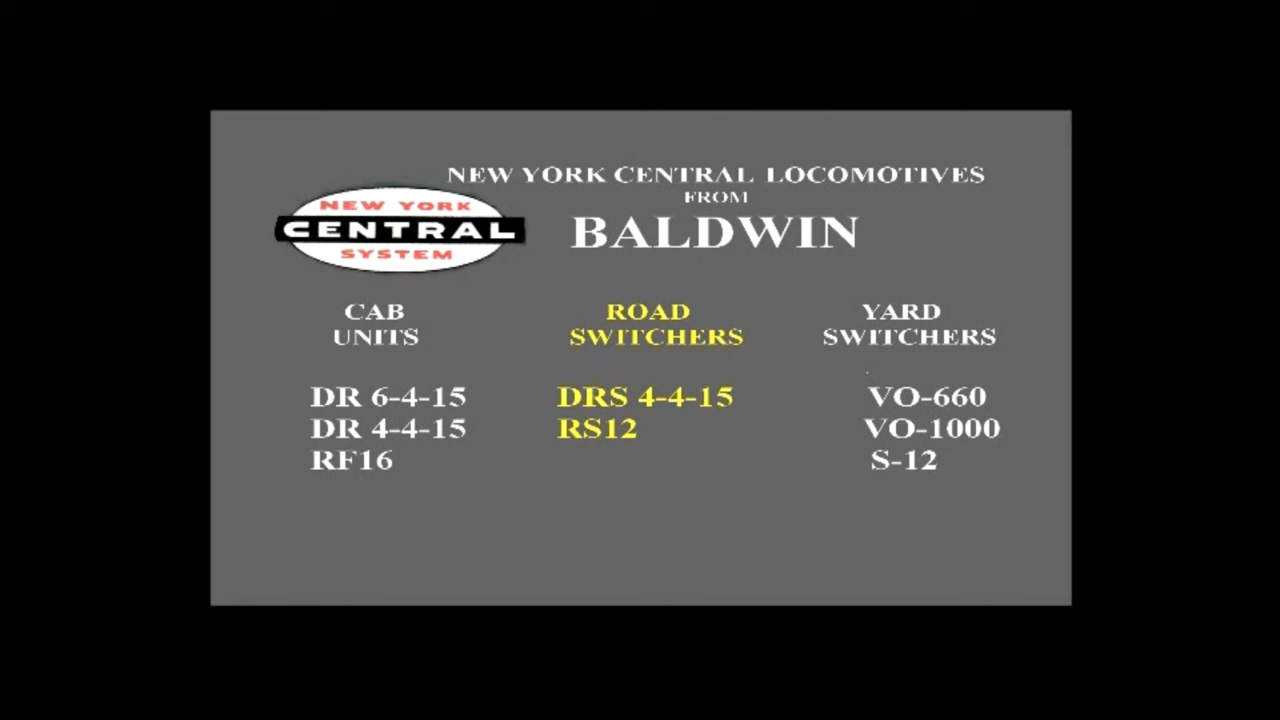 NEW YORK CENTRAL LOCOMOTIVES
FROM
BALDWIN
NEW YORK
CENTRAL
SYSTEM
CAB
UNITS
DR 6-4-15
DR 4-4-15
RF16
ROAD
SWITCHERS
DRS 4-4-15
RS12
YARD
SWITCHERS
VO-660
VO-1000
S-12